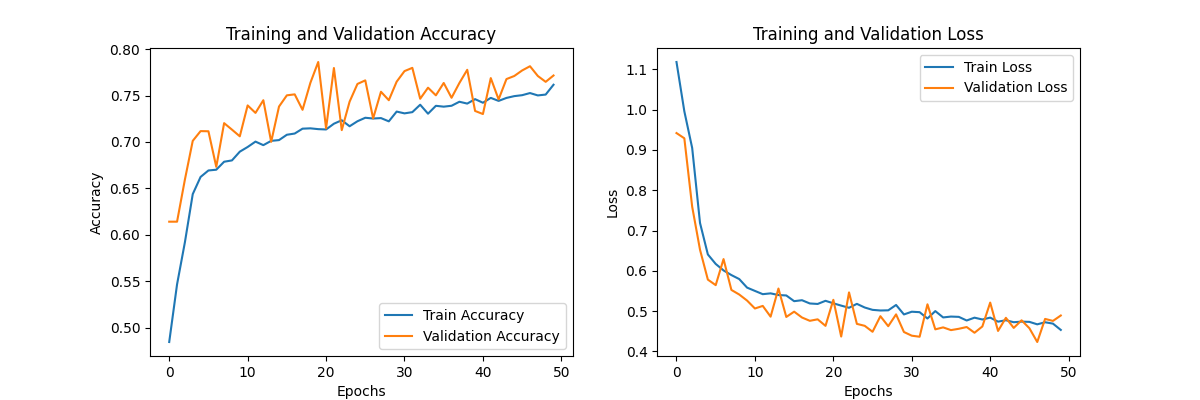 Training and Validation Accuracy
0.80
0.75
0.70
0.65
0.60
0.55
0.50
Accuracy
Train Accuracy
Validation Accuracy
0 10 20 30 40 50
Epochs
Training and Validation Loss
1.1
1.0
0.9
0.8
0.7
0.6
0.5
0.4
Loss
Train Loss
Validation Loss
0 10 20 30 40 50
Epochs